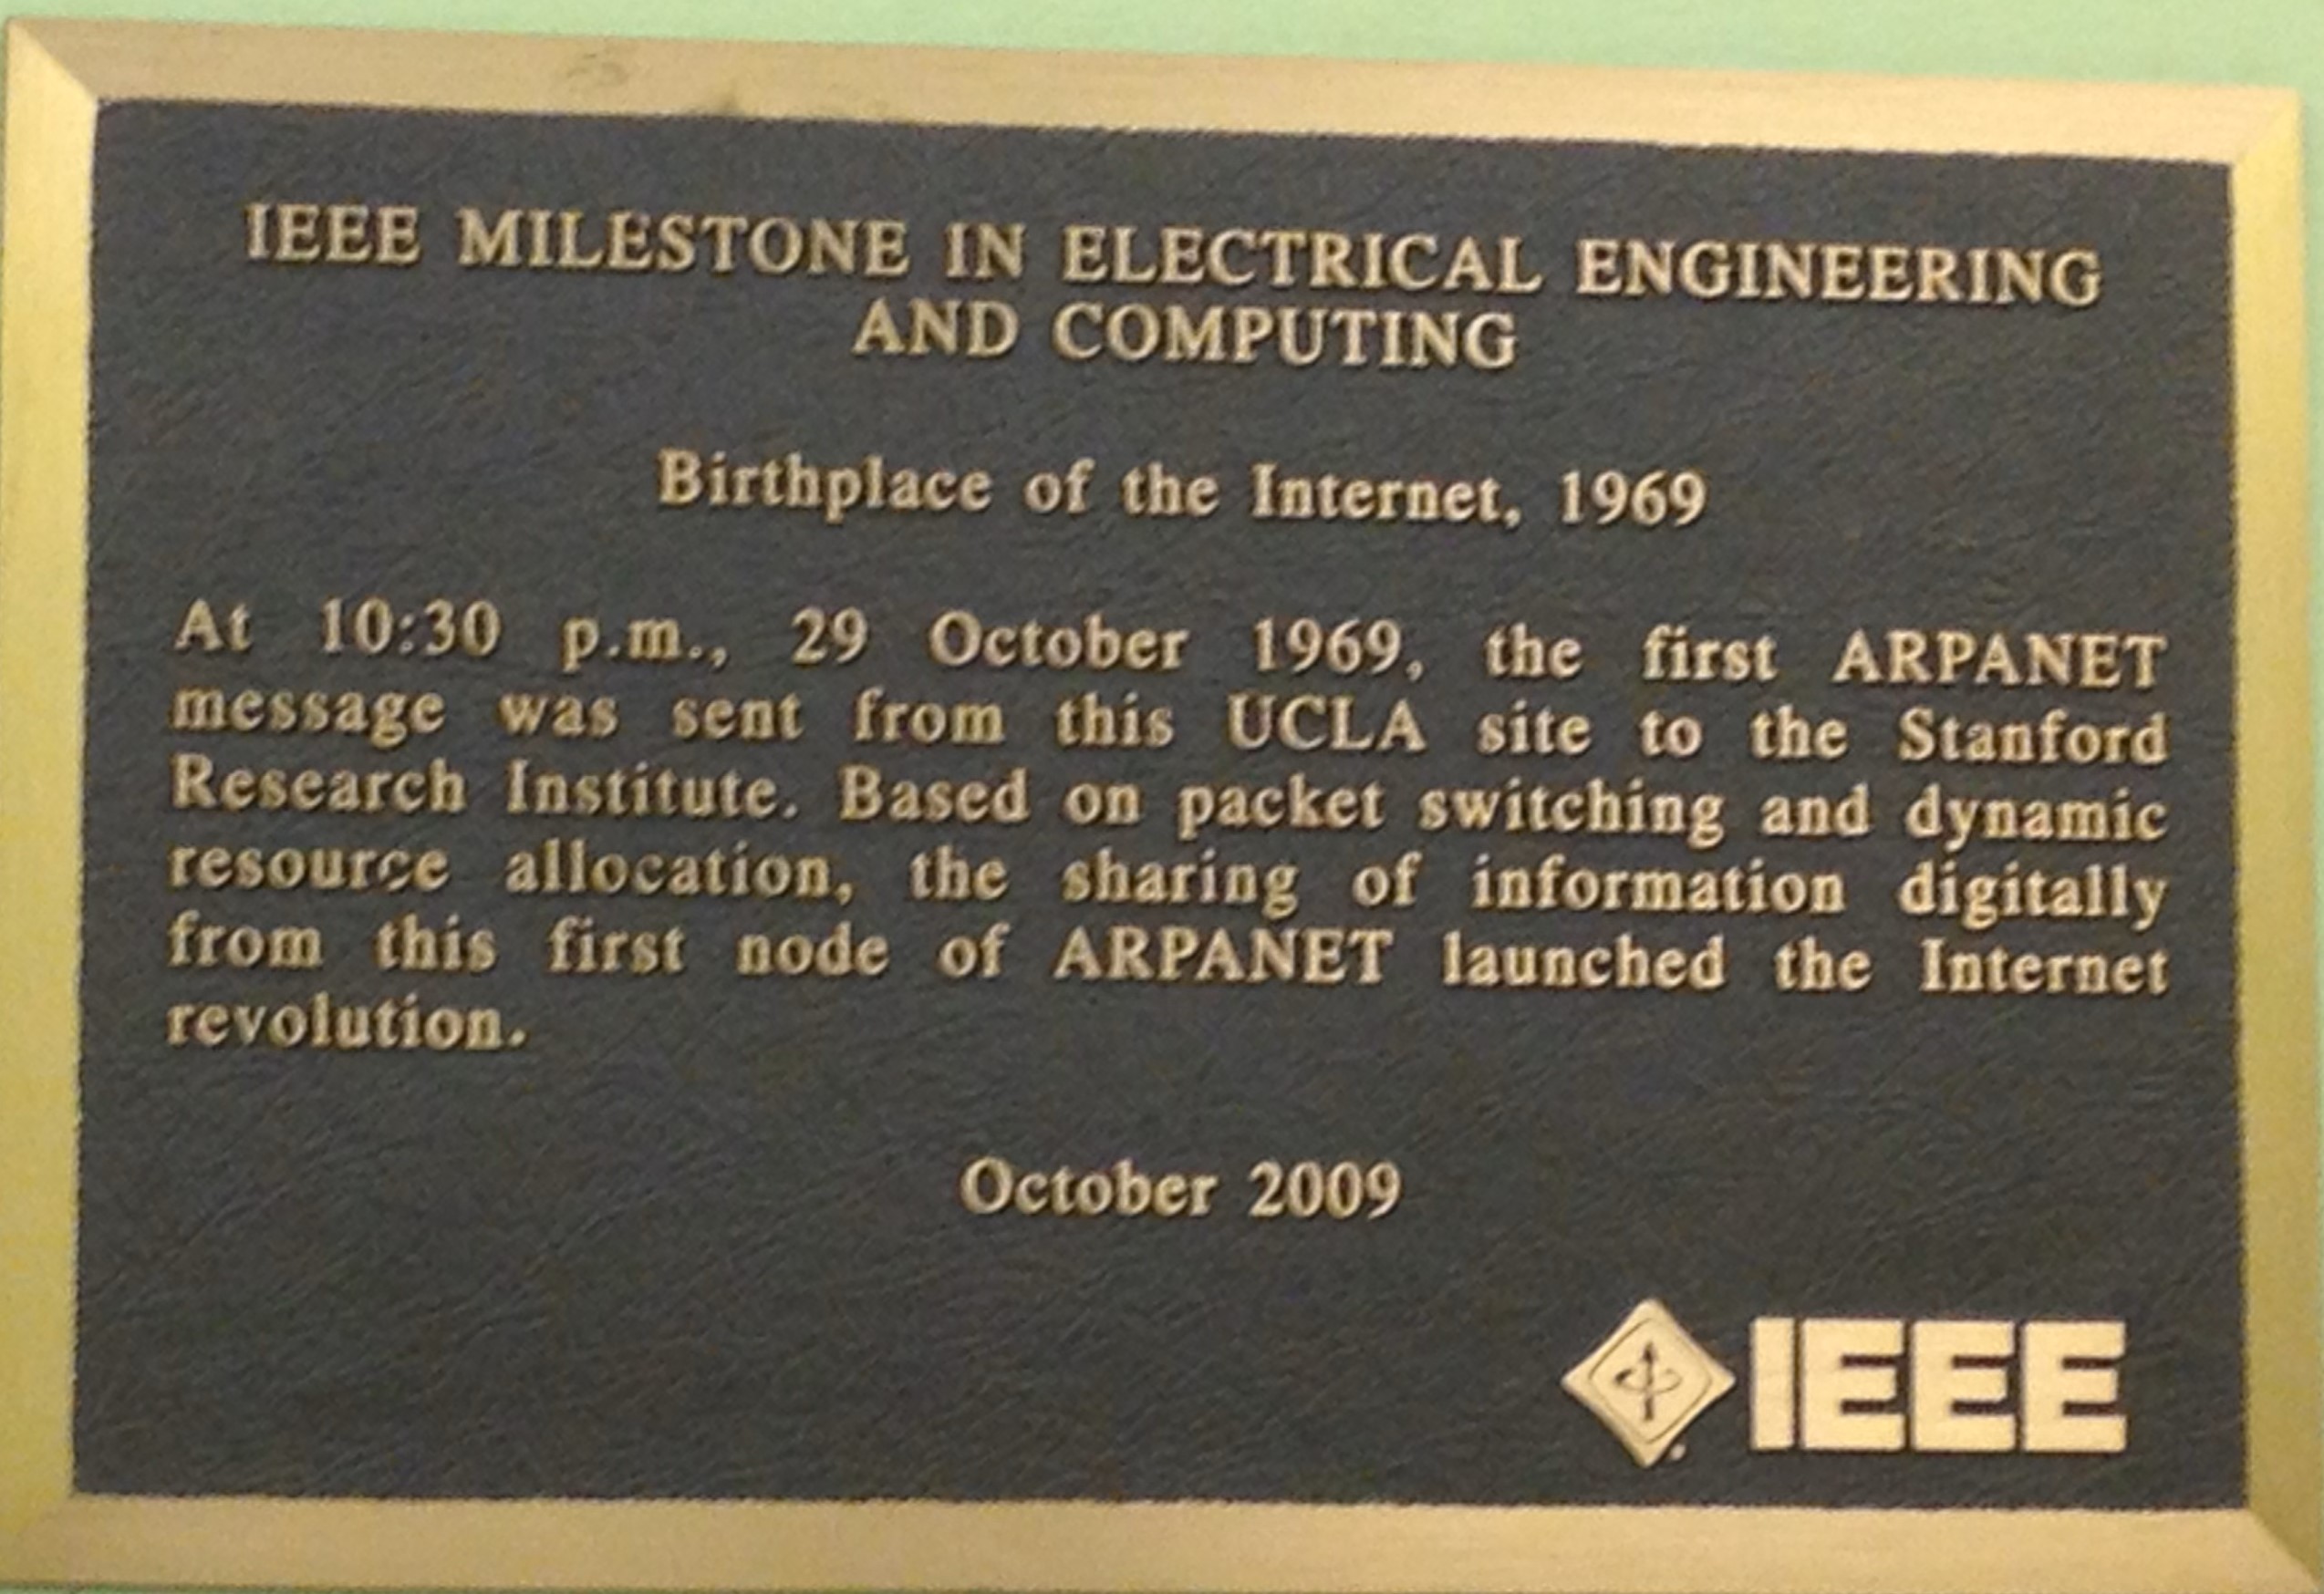 IEEE MILESTONE IN ELECTRICAL ENGINEERING
AND COMPUTING
Birthplace of the Internet, 1969
At 10:30 p.m., 29 October 1969, the first ARPANET
message was sent from this UCLA site to the Stanford
Research Institute. Based on packet switching and dynamic
resource allocation, the sharing of information digitally
from this first node of ARPANET launched the Internet
revolution.
October 2009
IEEE